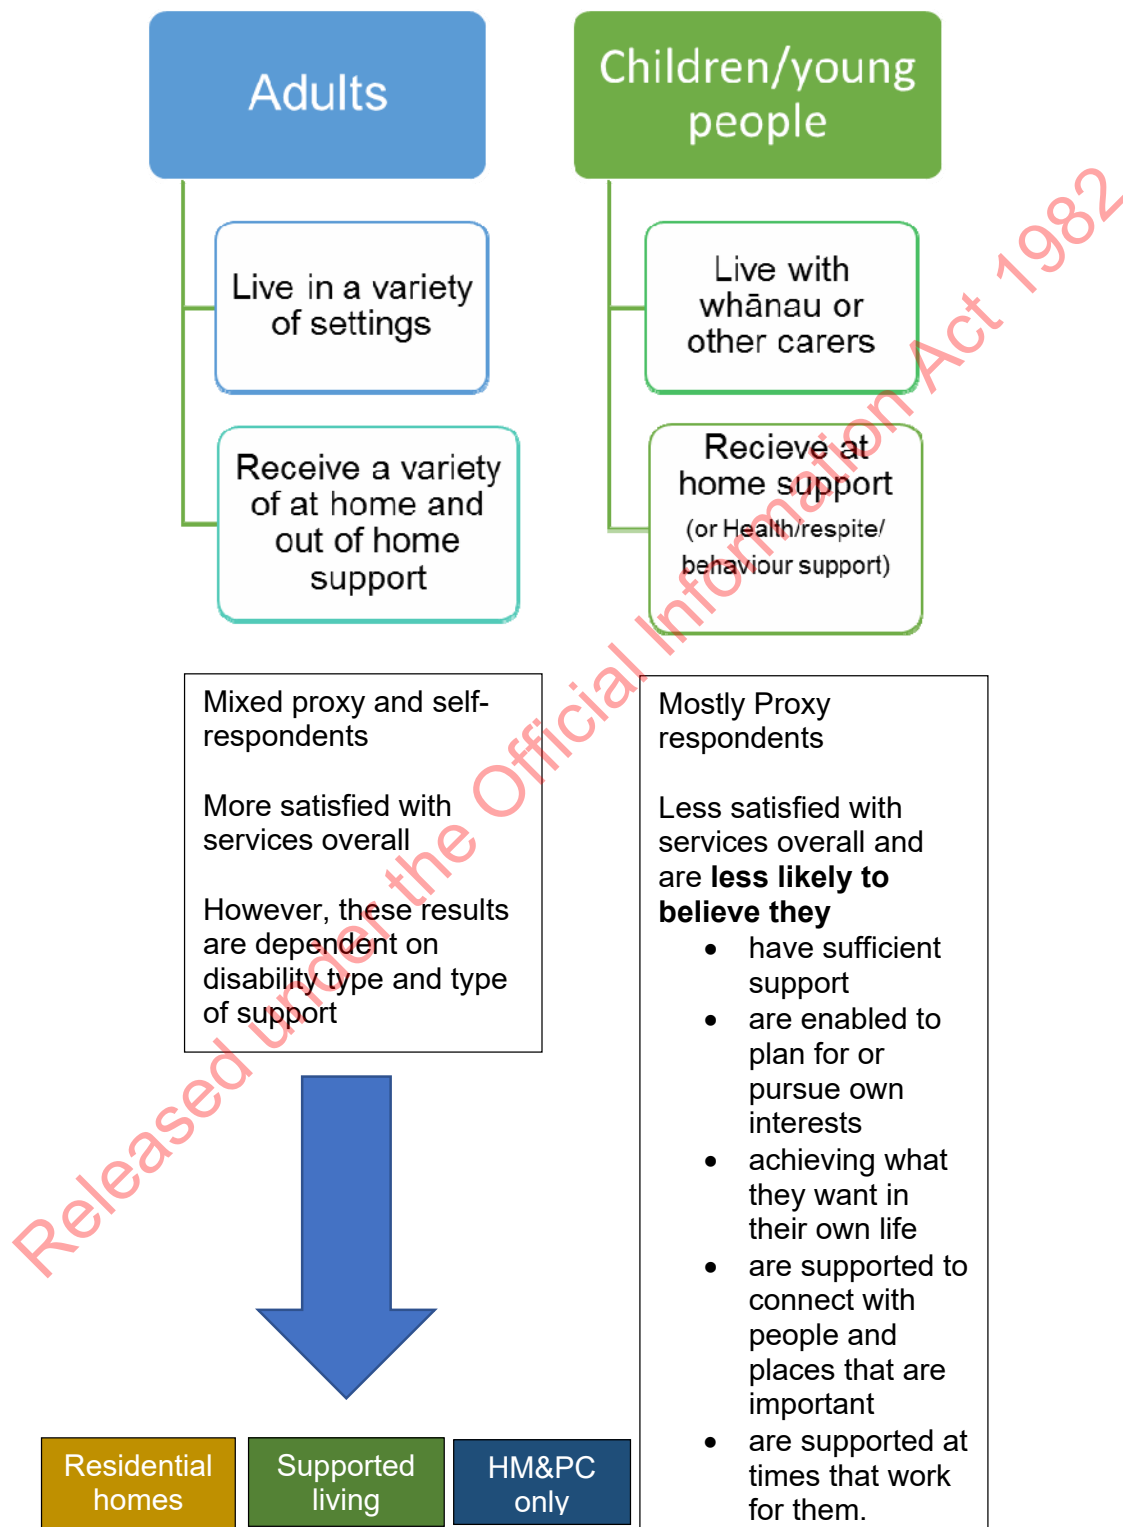 Adults
Live in a variety
of settings
Receive a variety
of at home and
out of home
support
Children/young
people
Live with
whānau or
other carers
Recieve at
home support
(or Health/respite/
behaviour support)
Mixed proxy and self-
respondents
More satisfied with
services overall
However, these results
are dependent on
disability type and type
of support
Mostly Proxy
respondents
Less satisfied with
services overall and
are less likely to
believe they
• have sufficient
support
• are enabled to
plan for or
pursue own
interests
• achieving what
they want in
their own life
• are supported to
connect with
people and
places that are
important
• are supported at
times that work
for them.
Residential
homes
Supported
living
HM&PC
only
Released under the Official Information Act 1982